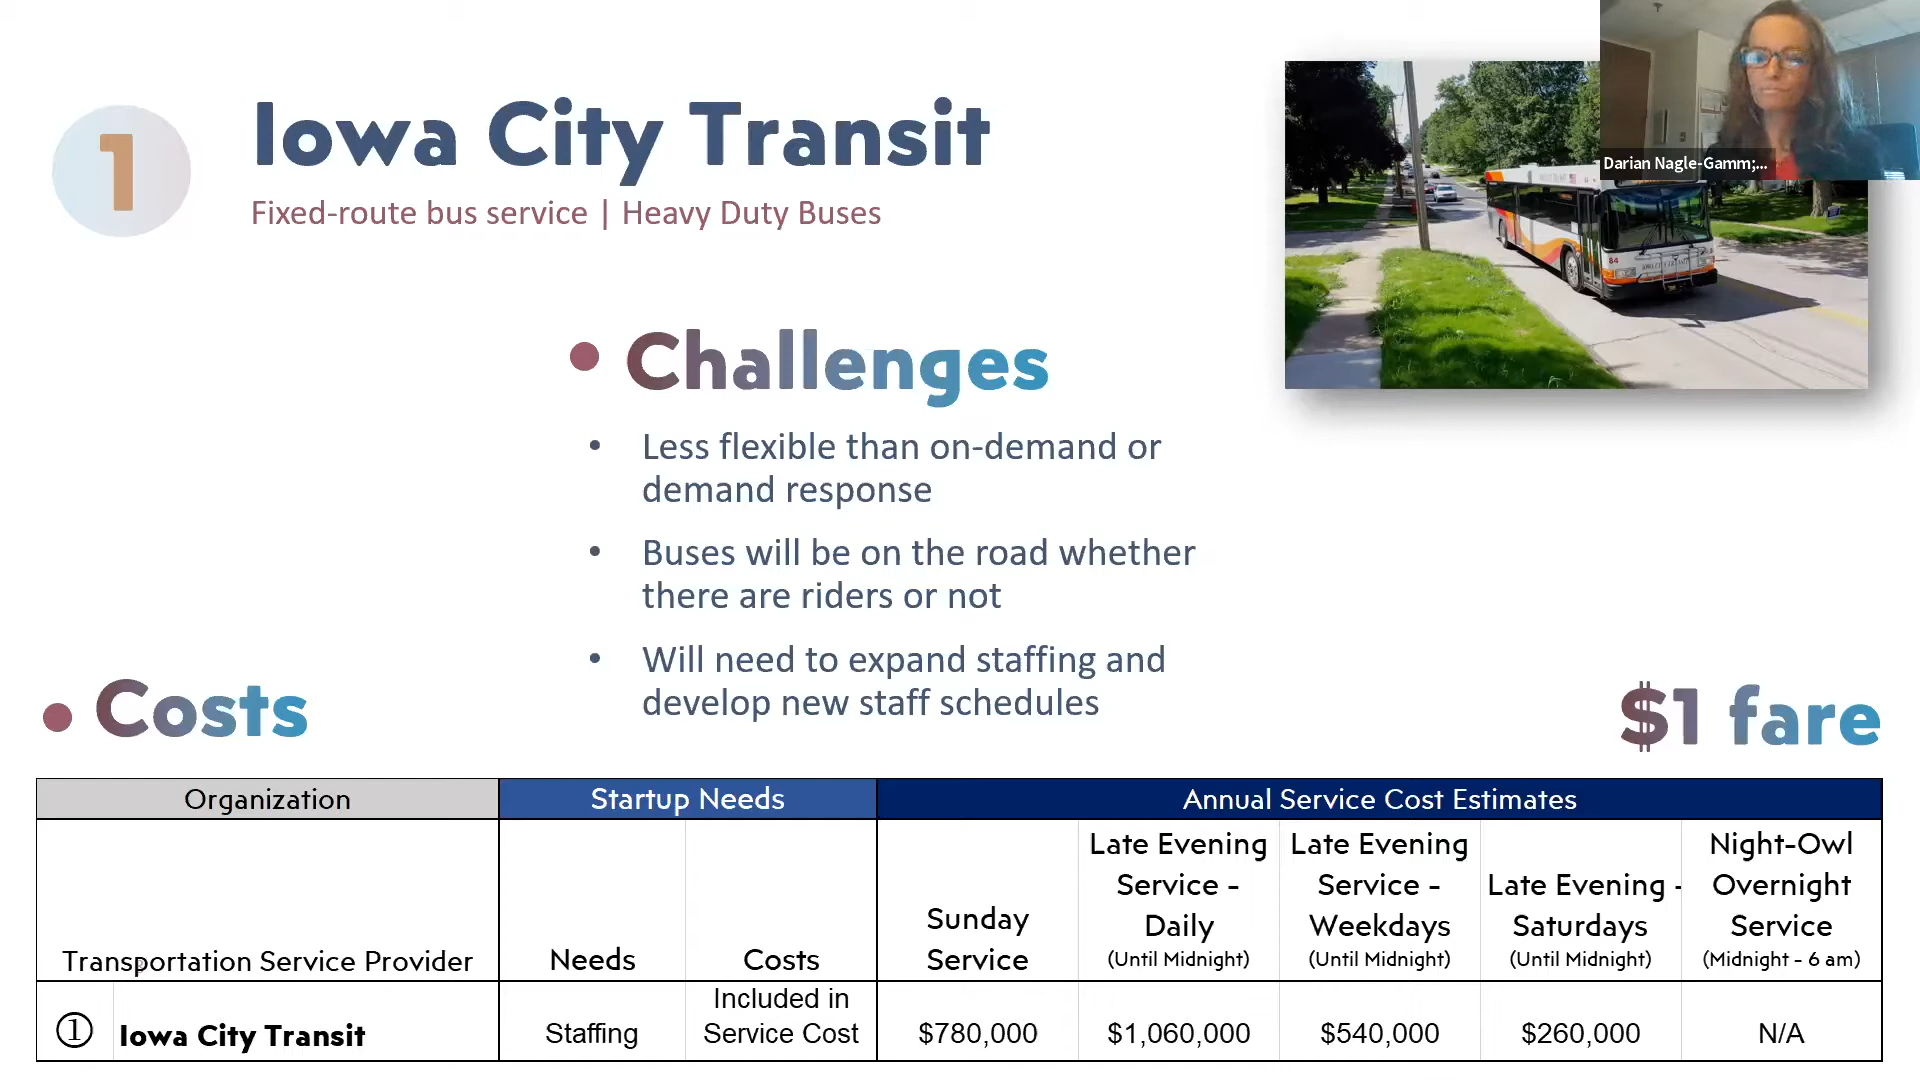 1
Iowa City Transit
Fixed-route bus service | Heavy Duty Buses
Darian Nagle-Gamm;...
84
IOWA CITY TRANSIT
• Challenges
• Less flexible than on-demand or
demand response
• Buses will be on the road whether
there are riders or not
• Will need to expand staffing and
develop new staff schedules
• Costs
$1 fare
Organization
Startup Needs
Annual Service Cost Estimates
Transportation Service Provider
Needs
Costs
Sunday
Service
Late Evening
Service -
Daily
(Until Midnight)
Late Evening
Service -
Weekdays
(Until Midnight)
Late Evening -
Saturdays
(Until Midnight)
Night-Owl
Overnight
Service
(Midnight - 6 am)
① Iowa City Transit
Staffing
Included in
Service Cost
$780,000
$1,060,000
$540,000
$260,000
N/A